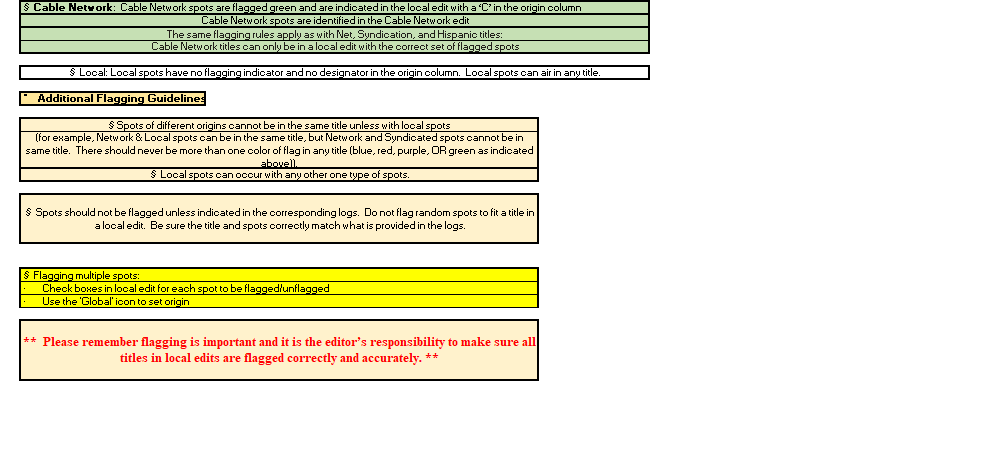 § Cable Network: Cable Network spots are flagged green and are indicated in the local edit with a ‘C’ in the origin column
Cable Network spots are identified in the Cable Network edit
The same flagging rules apply as with Net, Syndication, and Hispanic titles:
Cable Network titles can only be in a local edit with the correct set of flagged spots
§ Local: Local spots have no flagging indicator and no designator in the origin column. Local spots can air in any title.
* Additional Flagging Guidelines
§ Spots of different origins cannot be in the same title unless with local spots
(for example, Network & Local spots can be in the same title, but Network and Syndicated spots cannot be in
same title. There should never be more than one color of flag in any title (blue, red, purple, OR green as indicated
above)).
§ Local spots can occur with any other one type of spots.
§ Spots should not be flagged unless indicated in the corresponding logs. Do not flag random spots to fit a title in
a local edit. Be sure the title and spots correctly match what is provided in the logs.
§ Flagging multiple spots:
· Check boxes in local edit for each spot to be flagged/unflagged
· Use the 'Global' icon to set origin
** Please remember flagging is important and it is the editor’s responsibility to make sure all
titles in local edits are flagged correctly and accurately. **